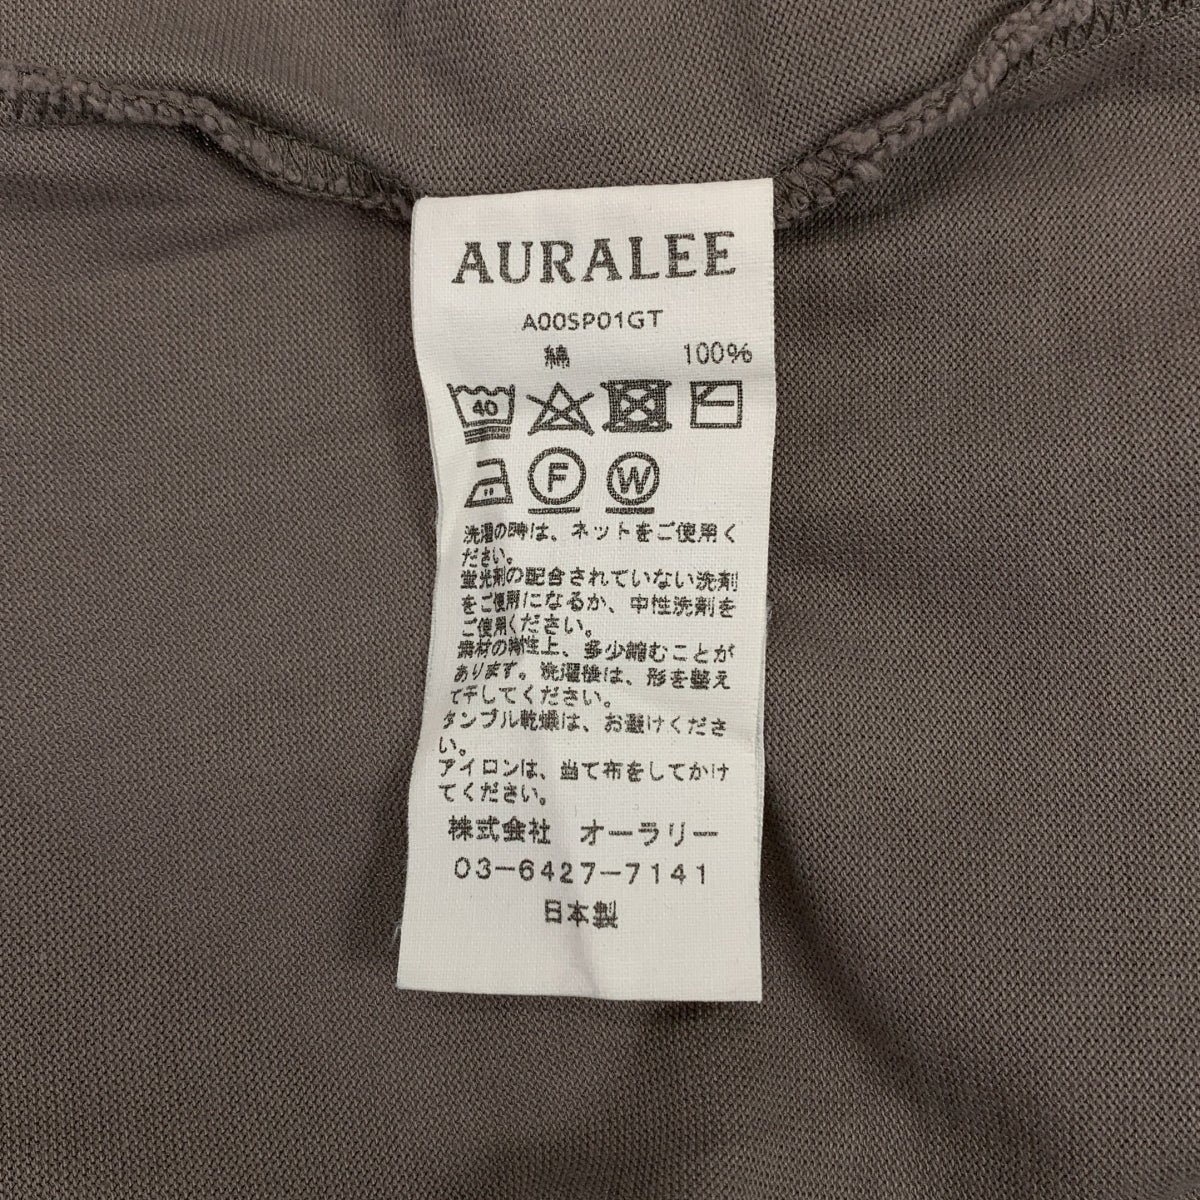 AURALEE
A00SP01GT
綿 100%
40
F W
洗濯の時は、ネットをご使用く
ださい。
蛍光剤の配合されていない洗剤
をご使用になるか、中性洗剤を
ご使用ください。
素材の特性上、多少縮むことが
あります。洗濯後は、形を整え
て干してください。
タンブル乾燥は、お避けくださ
い。
アイロンは、当て布をしてかけ
てください。
株式会社 オーラリー
03-6427-7141
日本製